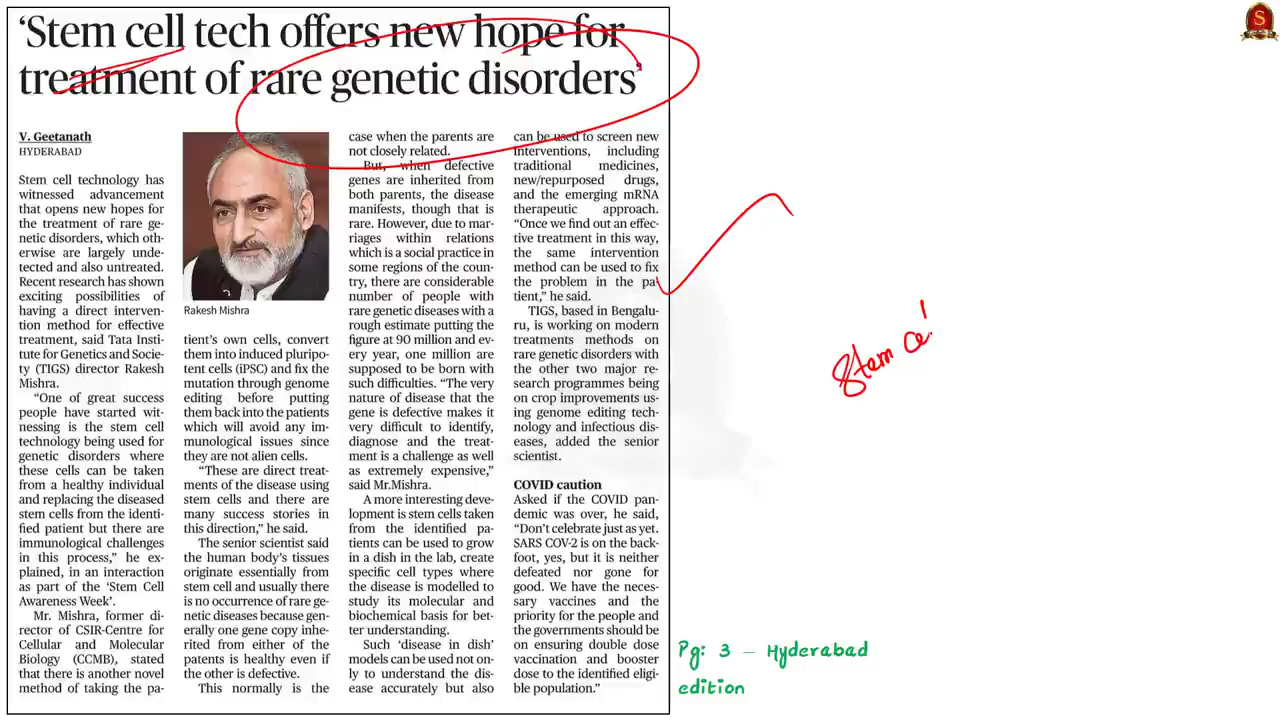 ‘Stem cell tech offers new hope for
treatment of rare genetic disorders’
V. Geetanath
HYDERABAD
Stem cell technology has
witnessed advancement
that opens new hopes for
the treatment of rare ge-
netic disorders, which oth-
erwise are largely unde-
tected and also untreated.
Recent research has shown
exciting possibilities of
having a direct interven-
tion method for effective
treatment, said Tata Insti-
tute for Genetics and Socie-
ty (TIGS) director Rakesh
Mishra.
“One of great success
people have started wit-
nessing is the stem cell
technology being used for
genetic disorders where
these cells can be taken
from a healthy individual
and replacing the diseased
stem cells from the identi-
fied patient but there are
immunological challenges
in this process,” he ex-
plained, in an interaction
as part of the ‘Stem Cell
Awareness Week’.
Mr. Mishra, former di-
rector of CSIR-Centre for
Cellular and Molecular
Biology (CCMB), stated
that there is another novel
method of taking the pa-
Rakesh Mishra
tient’s own cells, convert
them into induced pluripo-
tent cells (iPSC) and fix the
mutation through genome
editing before putting
them back into the patients
which will avoid any im-
munological issues since
they are not alien cells.
“These are direct treat-
ments of the disease using
stem cells and there are
many success stories in
this direction,” he said.
The senior scientist said
the human body’s tissues
originate essentially from
stem cell and usually there
is no occurrence of rare ge-
netic diseases because gen-
erally one gene copy inhe-
rited from either of the
patents is healthy even if
the other is defective.
This normally is the
case when the parents are
not closely related.
But, when defective
genes are inherited from
both parents, the disease
manifests, though that is
rare. However, due to mar-
riages within relations
which is a social practice in
some regions of the coun-
try, there are considerable
number of people with
rare genetic diseases with a
rough estimate putting the
figure at 90 million and ev-
ery year, one million are
supposed to be born with
such difficulties. “The very
nature of disease that the
gene is defective makes it
very difficult to identify,
diagnose and the treat-
ment is a challenge as well
as extremely expensive,”
said Mr.Mishra.
A more interesting deve-
lopment is stem cells taken
from the identified pa-
tients can be used to grow
in a dish in the lab, create
specific cell types where
the disease is modelled to
study its molecular and
biochemical basis for bet-
ter understanding.
Such ‘disease in dish’
models can be used not on-
ly to understand the dis-
ease accurately but also
can be used to screen new
interventions, including
traditional medicines,
new/repurposed drugs,
and the emerging mRNA
therapeutic approach.
“Once we find out an effec-
tive treatment in this way,
the same intervention
method can be used to fix
the problem in the pa-
tient,” he said.
TIGS, based in Bengalu-
ru, is working on modern
treatments methods on
rare genetic disorders with
the other two major re-
search programmes being
on crop improvements us-
ing genome editing tech-
nology and infectious dis-
eases, added the senior
scientist.
COVID caution
Asked if the COVID pan-
demic was over, he said,
“Don’t celebrate just as yet.
SARS COV-2 is on the back-
foot, yes, but it is neither
defeated nor gone for
good. We have the neces-
sary vaccines and the
priority for the people and
the governments should be
on ensuring double dose
vaccination and booster
dose to the identified eligi-
ble population.”
Stem ce
Pg: 3 – Hyderabad
edition